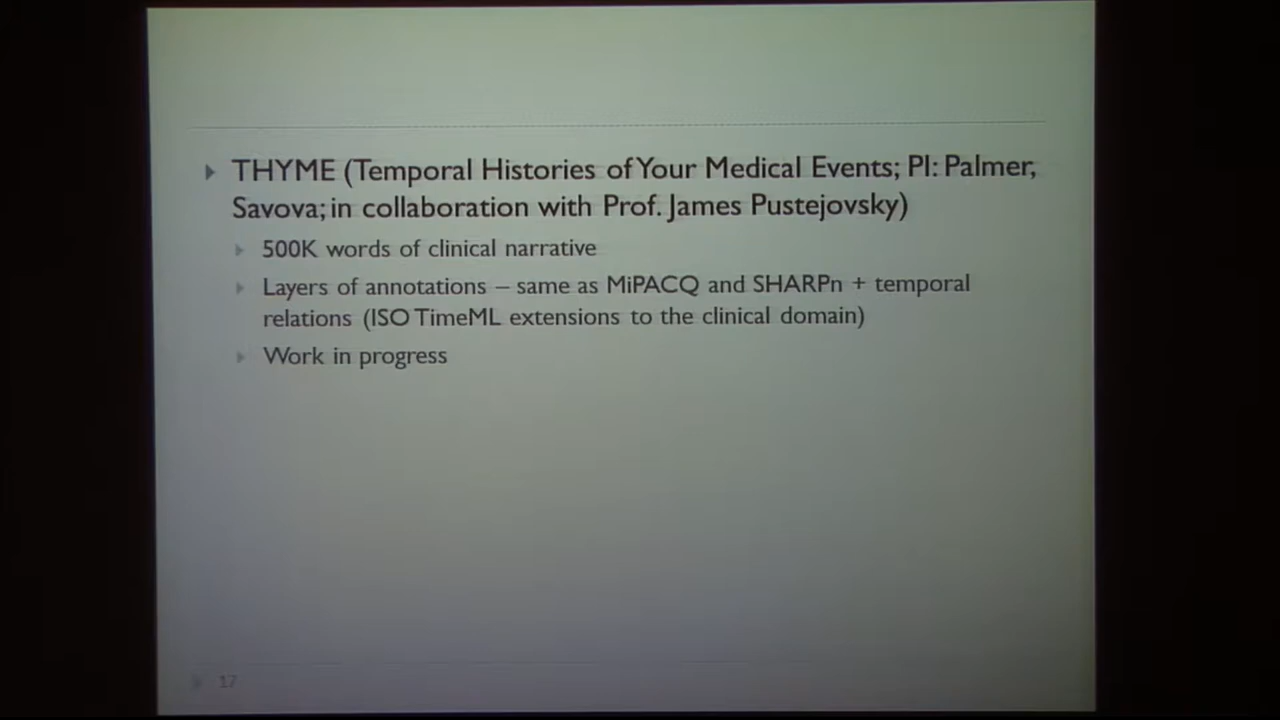 THYME (Temporal Histories of Your Medical Events; PI: Palmer,
Savova; in collaboration with Prof. James Pustejovsky)
500K words of clinical narrative
Layers of annotations – same as MiPACQ and SHARPn + temporal
relations (ISO TimeML extensions to the clinical domain)
Work in progress
17